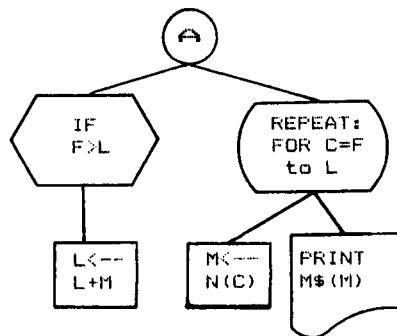 A
IF
F>L
REPEAT:
FOR C=F
to L
L<--
L+M
M<--
N(C)
PRINT
M$(M)